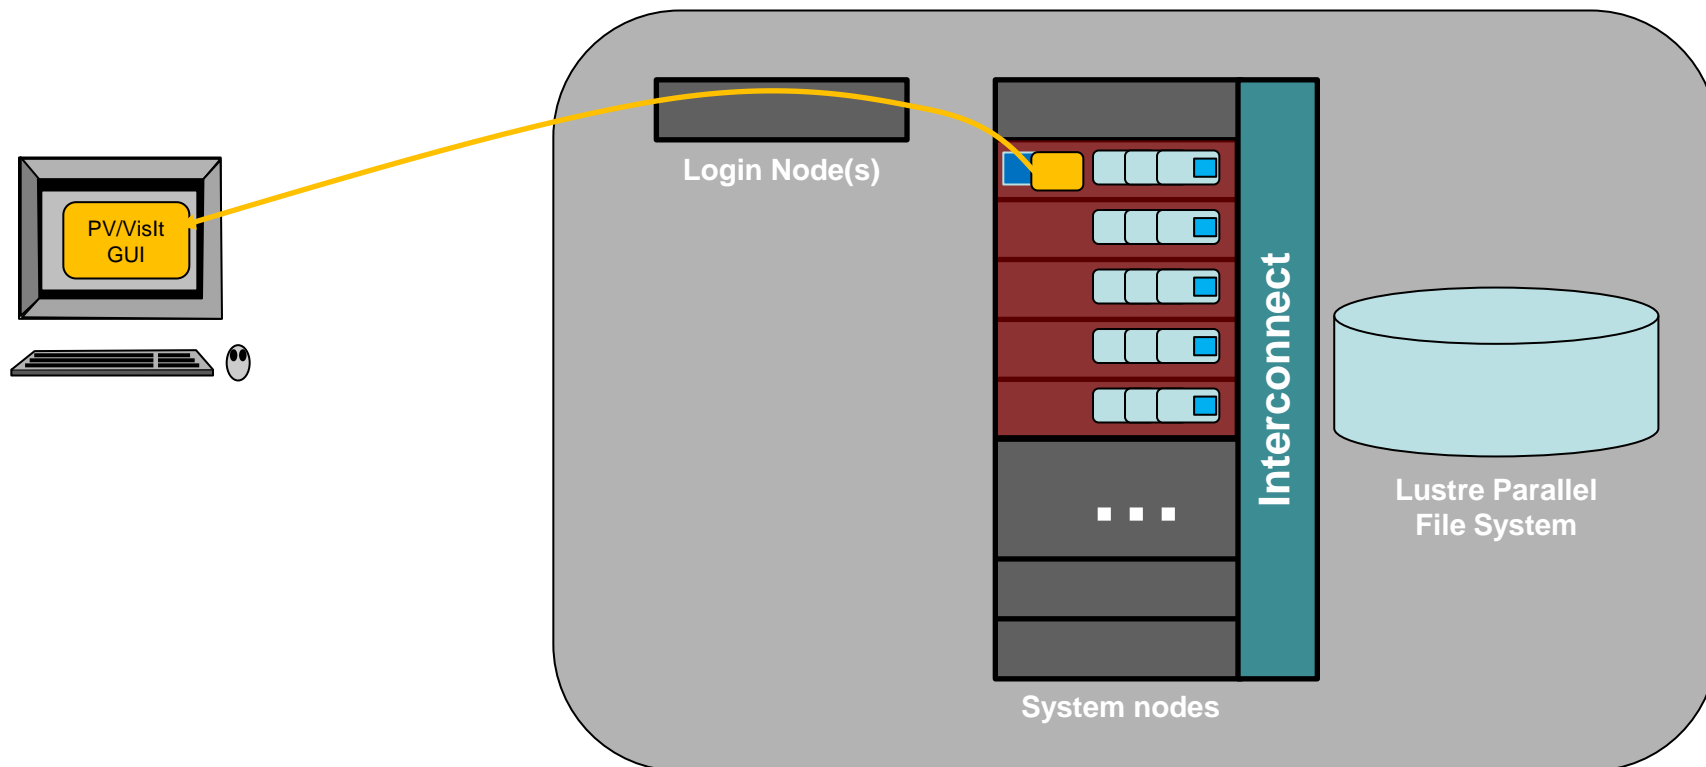 PV/VisIt
GUI
Login Node(s)
Interconnect
Lustre Parallel
File System
...
System nodes